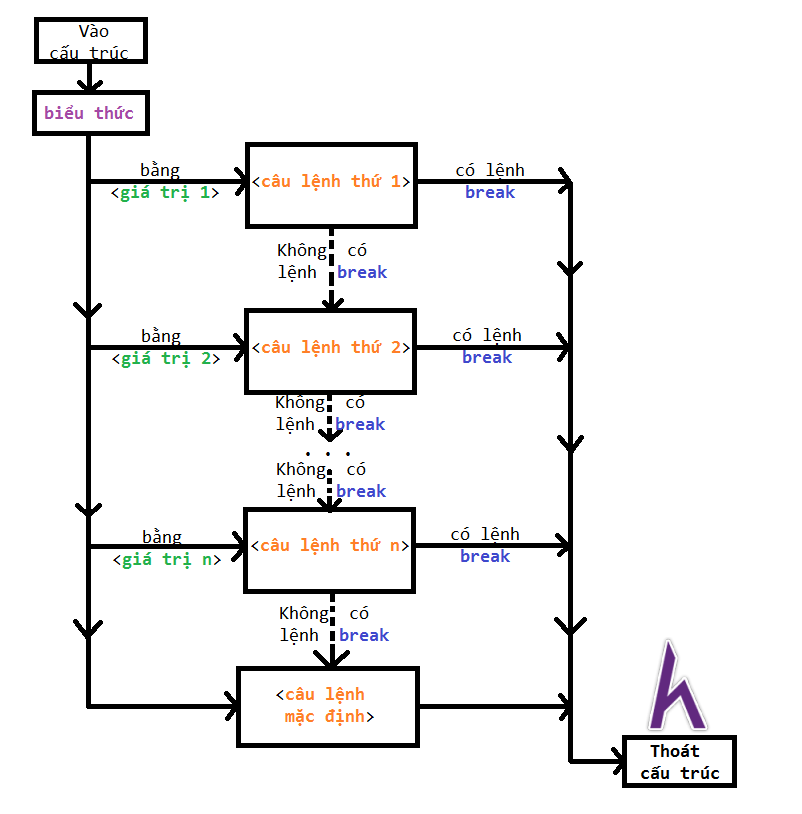 Vào
cấu trúc
biểu thức
bằng
<giá trị 1>
<câu lệnh thứ 1>
có lệnh
break
Không có
lệnh break
bằng
<giá trị 2>
<câu lệnh thứ 2>
có lệnh
break
Không có
lệnh break
. . .
Không có
lệnh break
bằng
<giá trị n>
<câu lệnh thứ n>
có lệnh
break
Không có
lệnh break
<câu lệnh
mặc định>
Thoát
cấu trúc